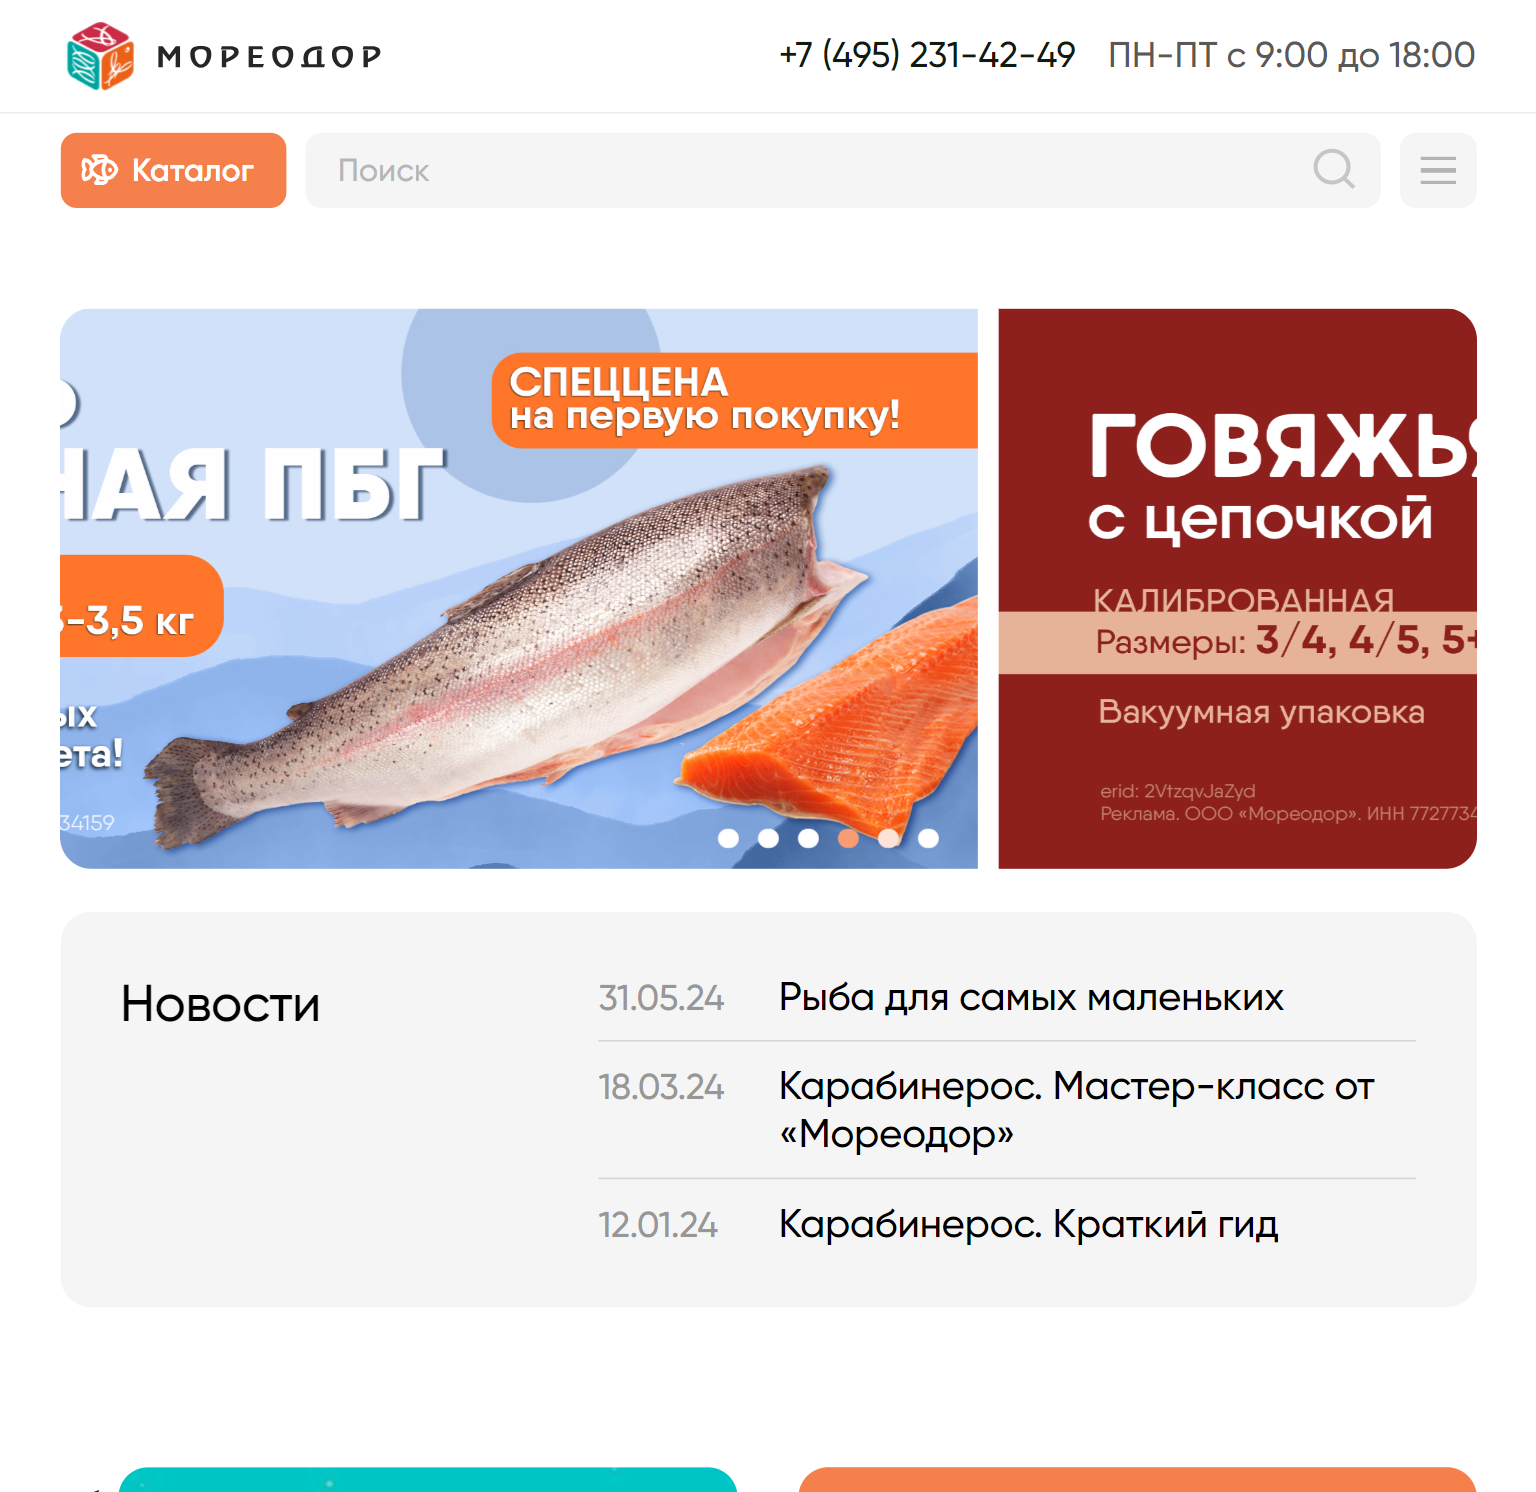 МОРЕОДОР
+7 (495) 231-42-49 ПН-ПТ с 9:00 до 18:00
Каталог
Поиск
СПЕЦЦЕНА
на первую покупку!
НАЯ ПБГ
-3,5 кг
ых
ета!
34159
ГОВЯЖЬЯ
с цепочкой
КАЛИБРОВАННАЯ
Размеры: 3/4, 4/5, 5+
Вакуумная упаковка
erid: 2VtzqvJaZyd
Реклама. ООО «Мореодор». ИНН 7727734
Новости
31.05.24 Рыба для самых маленьких
18.03.24 Карабинерос. Мастер-класс от
«Мореодор»
12.01.24 Карабинерос. Краткий гид